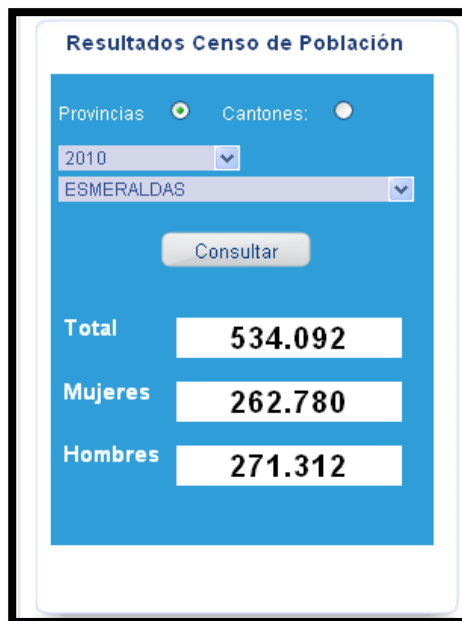 Resultados Censo de Población
Provincias Cantones:
2010
ESMERALDAS
Consultar
Total 534.092
Mujeres 262.780
Hombres 271.312